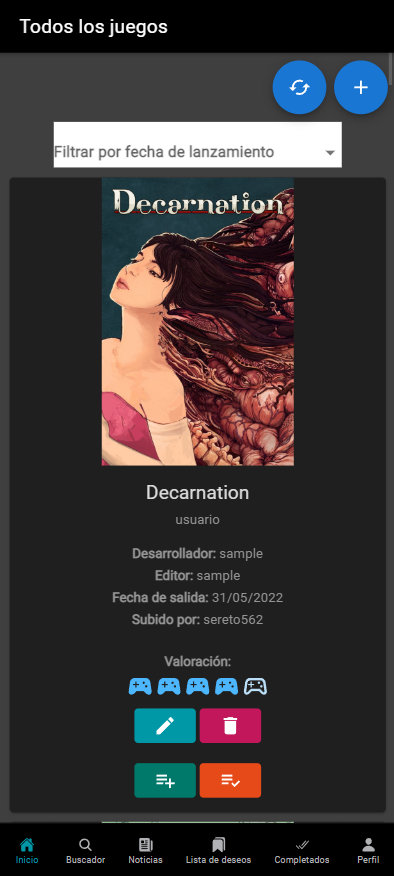 Todos los juegos
Filtrar por fecha de lanzamiento
Decarnation
Decarnation
usuario
Desarrollador: sample
Editor: sample
Fecha de salida: 31/05/2022
Subido por: sereto562
Valoración:
Inicio
Buscador
Noticias
Lista de deseos
Completados
Perfil